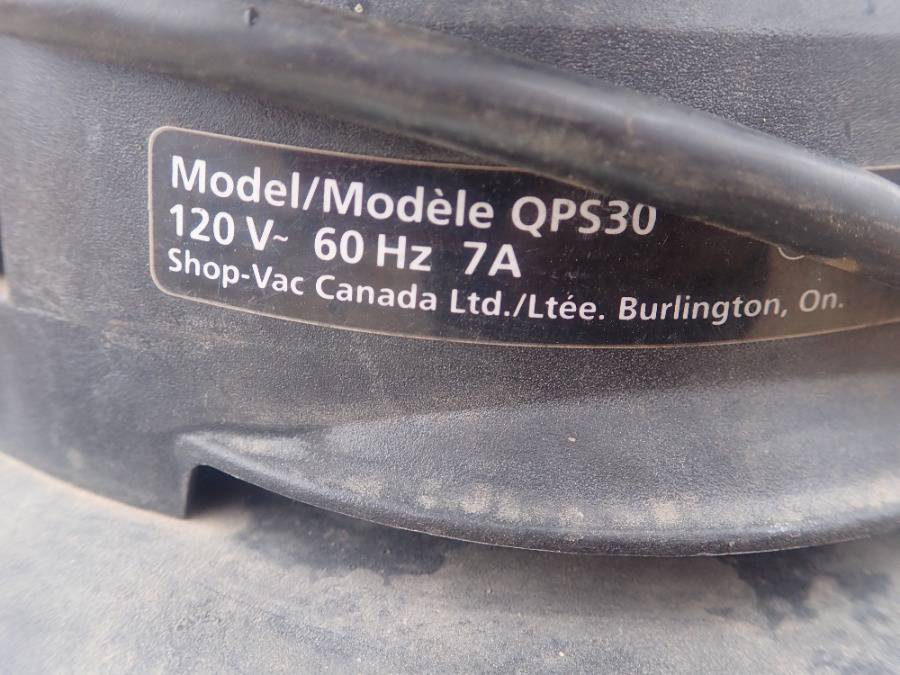 Model/Modèle QPS30
120 V~ 60 Hz 7A
Shop-Vac Canada Ltd./Ltée. Burlington, On.